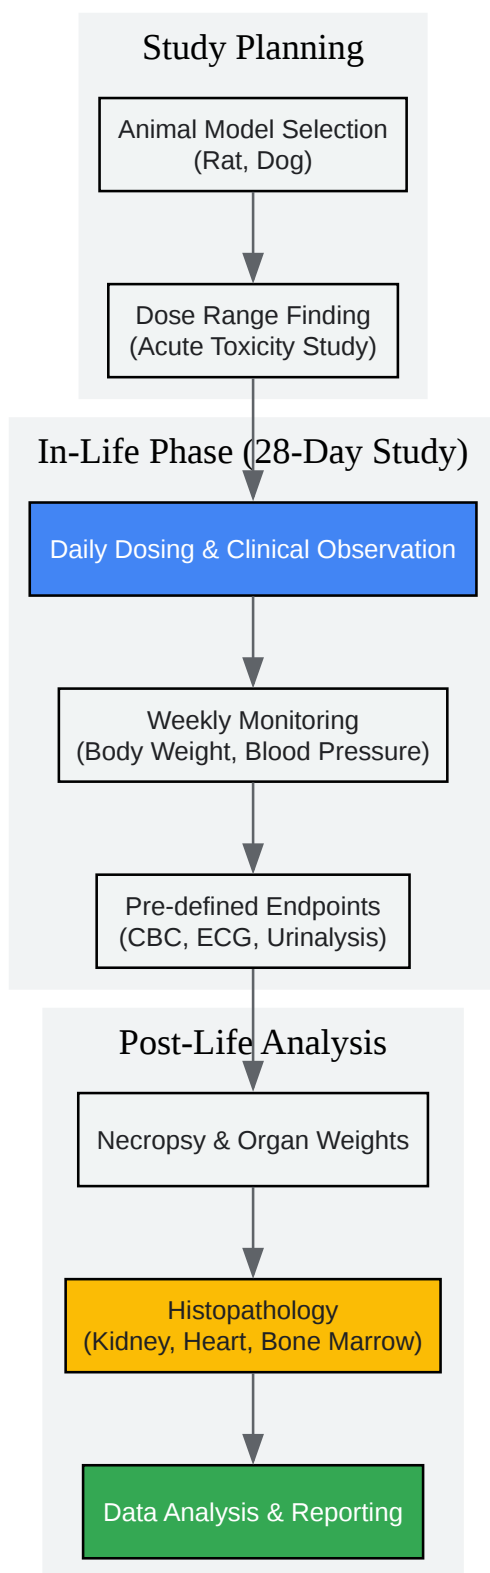 Study Planning
Animal Model Selection
(Rat, Dog)
Dose Range Finding
(Acute Toxicity Study)
In-Life Phase (28-Day Study)
Daily Dosing & Clinical Observation
Weekly Monitoring
(Body Weight, Blood Pressure)
Pre-defined Endpoints
(CBC, ECG, Urinalysis)
Post-Life Analysis
Necropsy & Organ Weights
Histopathology
(Kidney, Heart, Bone Marrow)
Data Analysis & Reporting